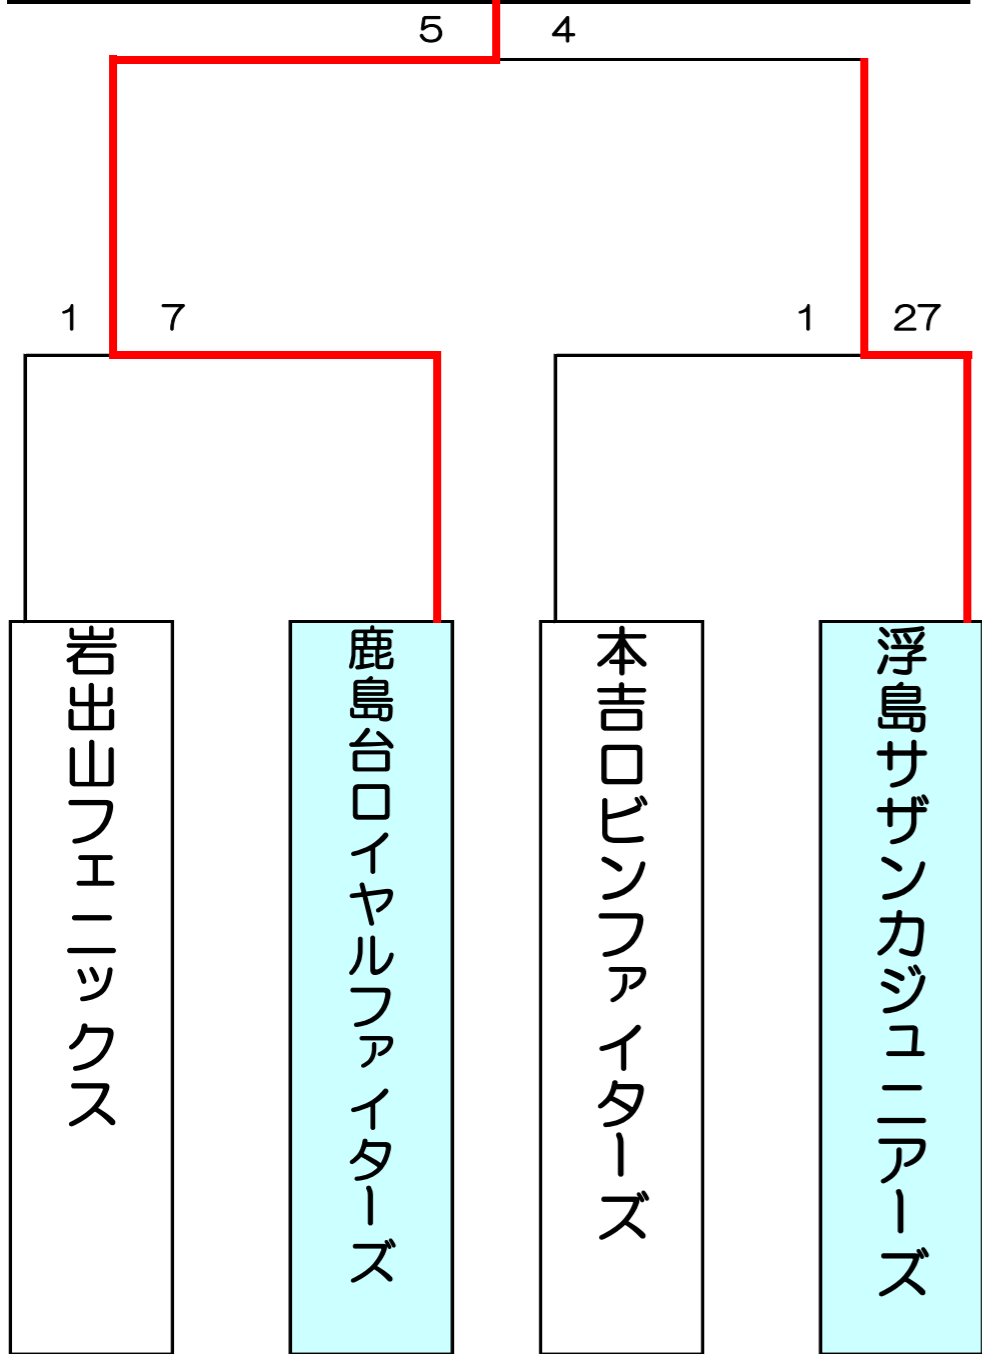 5 4
1 7 1 27
岩出山フェニックス
鹿島台ロイヤルファイターズ
本吉ロビンファイターズ
浮島サザンカジュニアーズ